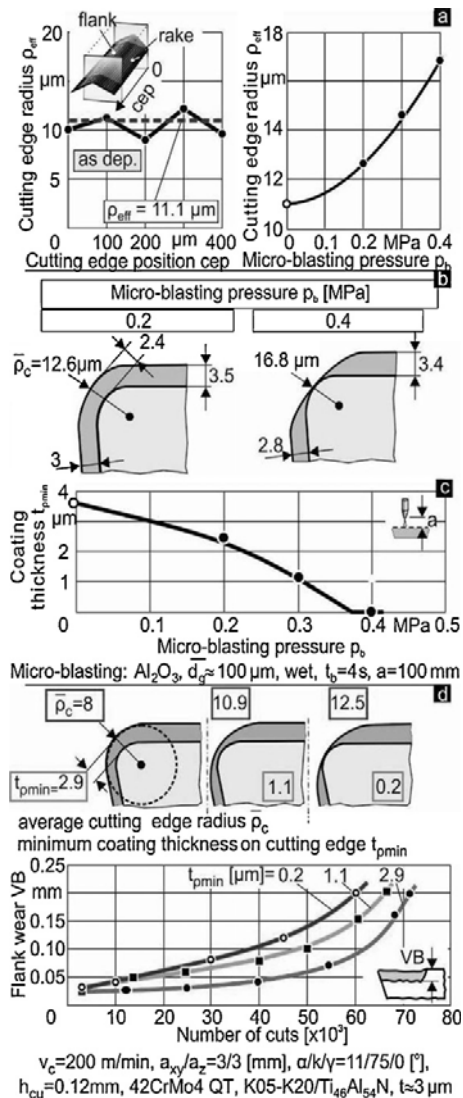 a
flank
rake
0
cep
Cutting edge radius ρeff
20
μm
10
5
as dep.
ρeff = 11.1 μm
0 100 200 μm 400
Cutting edge position cep
Cutting edge radius ρeff
18
μm
16
14
12
11
10
0 0.2 MPa 0.4
Micro-blasting pressure pb
b
Micro-blasting pressure pb [MPa]
0.2 0.4
ρ̄c=12.6μm
2.4
3.5
3
16.8 μm
3.4
2.8
c
Coating thickness tpmin
4
μm
2
1
a
0 0.1 0.2 0.3 0.4 MPa 0.5
Micro-blasting pressure pb
Micro-blasting: Al2O3, d̄g≈100μm, wet, tb=4s, a=100mm
d
ρ̄c=8
10.9
12.5
tpmin=2.9
1.1
0.2
average cutting edge radius ρ̄c
minimum coating thickness on cutting edge tpmin
Flank wear VB
0.25
mm
0.15
0.10
0.05
tpmin [μm]=0.2
1.1
2.9
VB
0 10 20 30 40 50 60 70 80
Number of cuts [x10³]
vc=200 m/min, axy/az=3/3 [mm], α/k/γ=11/75/0 [°],
hcu=0.12mm, 42CrMo4 QT, K05-K20/Ti46Al54N, t≈3μm